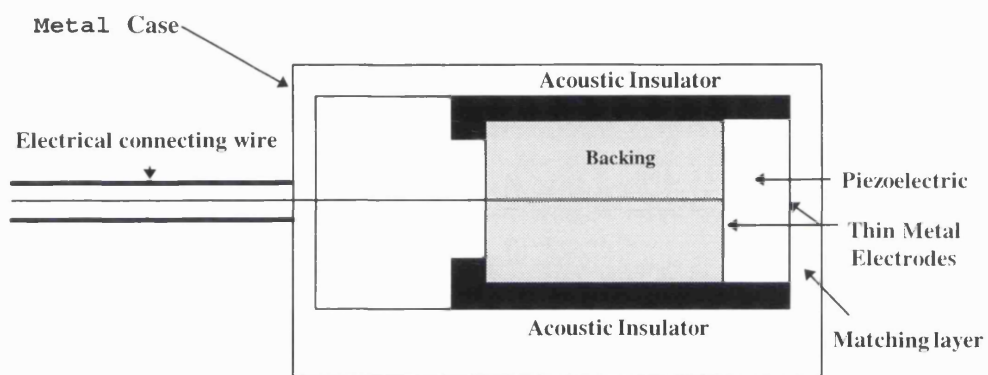 Metal Case
Acoustic Insulator
Electrical connecting wire
Backing
Piezoelectric
Thin Metal
Electrodes
Acoustic Insulator
Matching layer